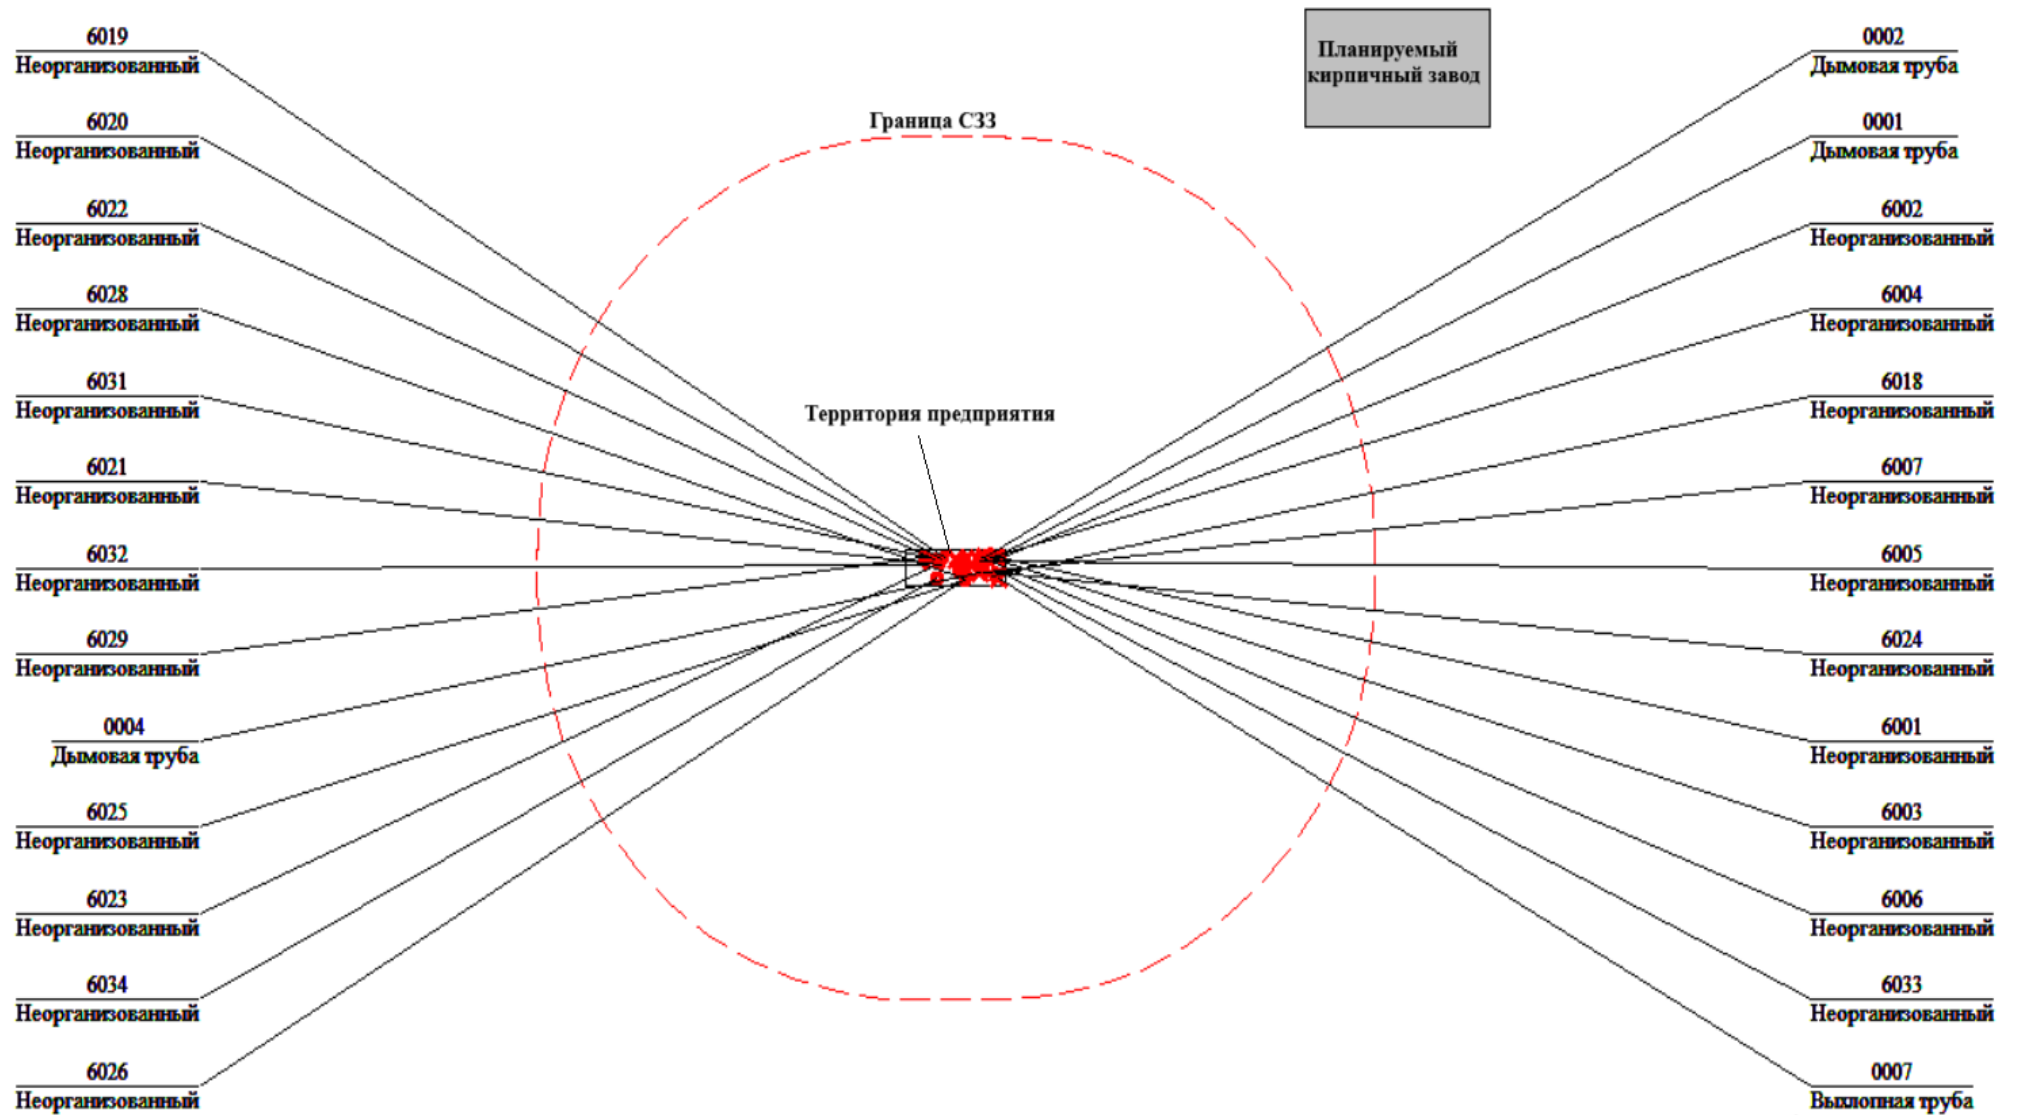 6019
Неорганизованный
6020
Неорганизованный
6022
Неорганизованный
6028
Неорганизованный
6031
Неорганизованный
6021
Неорганизованный
6032
Неорганизованный
6029
Неорганизованный
0004
Дымовая труба
6025
Неорганизованный
6023
Неорганизованный
6034
Неорганизованный
6026
Неорганизованный
Граница СЗЗ
Территория предприятия
Планируемый
кирпичный завод
0002
Дымовая труба
0001
Дымовая труба
6002
Неорганизованный
6004
Неорганизованный
6018
Неорганизованный
6007
Неорганизованный
6005
Неорганизованный
6024
Неорганизованный
6001
Неорганизованный
6003
Неорганизованный
6006
Неорганизованный
6033
Неорганизованный
0007
Выхлопная труба